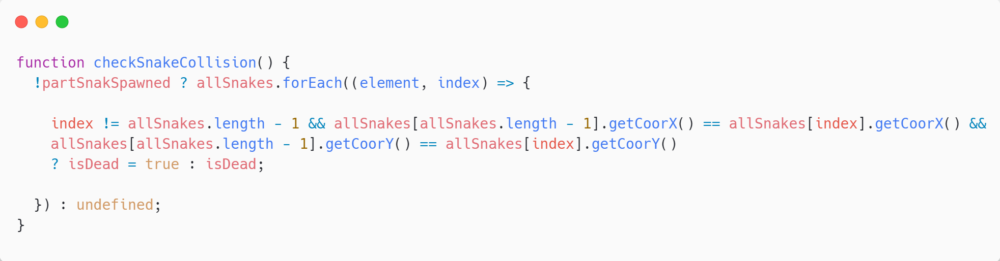 function checkSnakeCollision() {
  !partSnakSpawned ? allSnakes.forEach((element, index) => {
    index != allSnakes.length - 1 && allSnakes[allSnakes.length - 1].getCoorX() == allSnakes[index].getCoorX() &&
    allSnakes[allSnakes.length - 1].getCoorY() == allSnakes[index].getCoorY()
    ? isDead = true : isDead;
  }) : undefined;
}